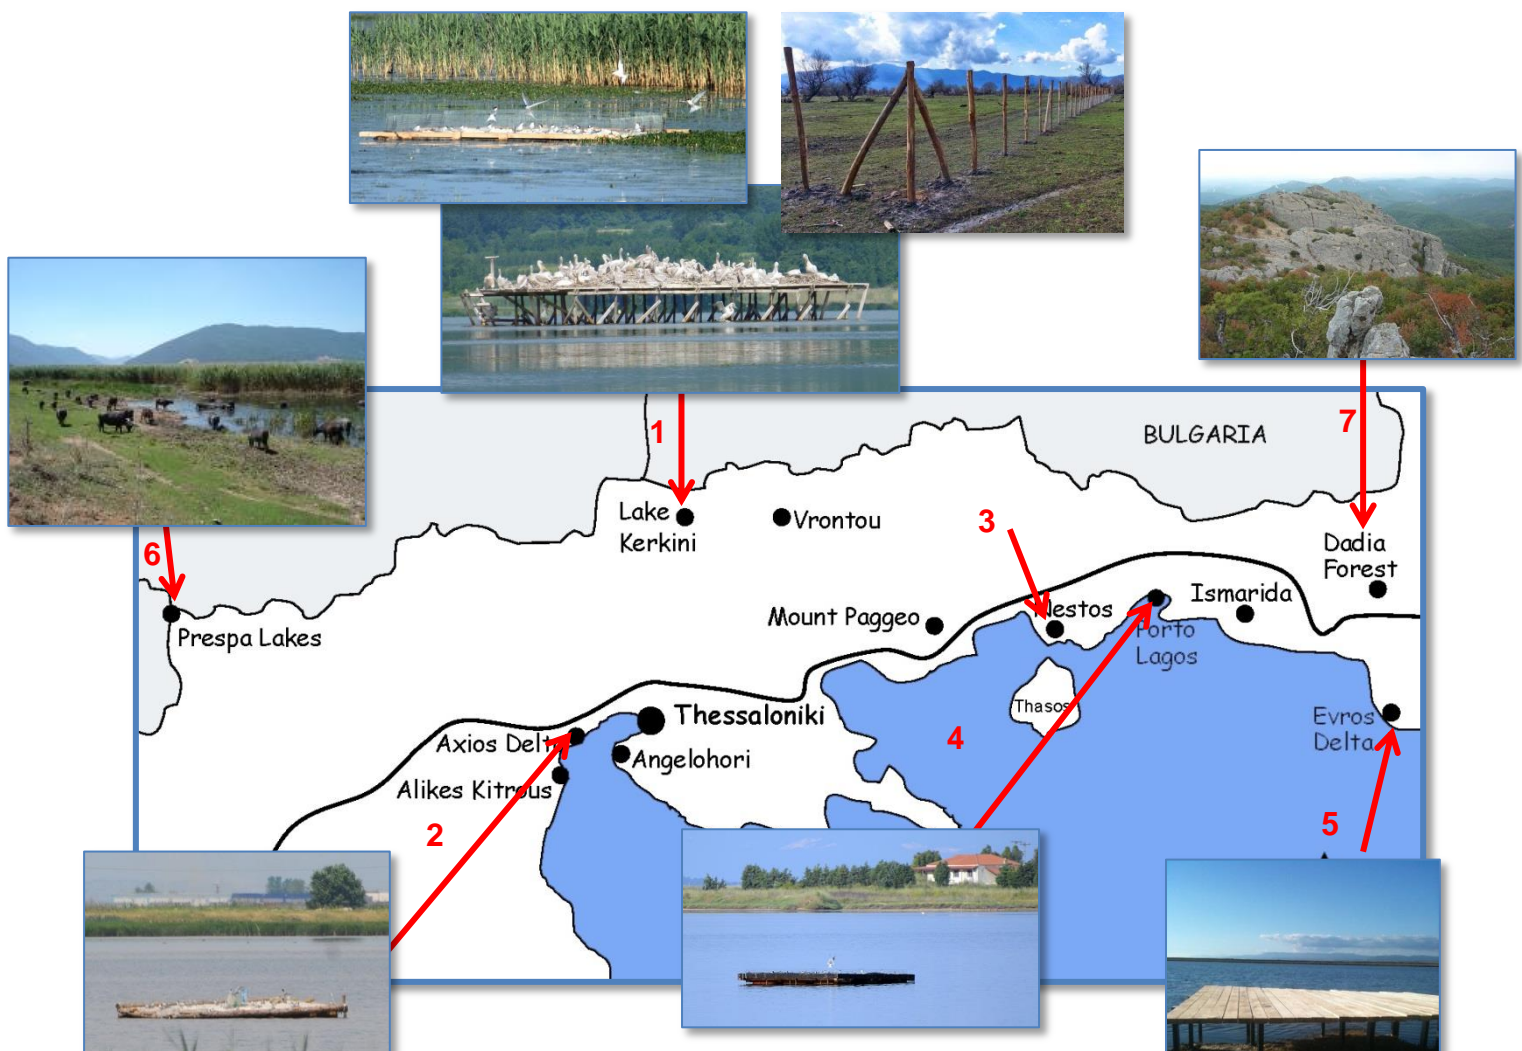 1
BULGARIA
7
Lake
Kerkini
Vrontou
3
Dadia
Forest
6
Prespa Lakes
Mount Paggeo
Nestos
Ismarida
Porto
Lagos
Thasos
Thessaloniki
Axios Delta
Angelohori
4
Evros
Delta
Alikes Kitrous
2
5